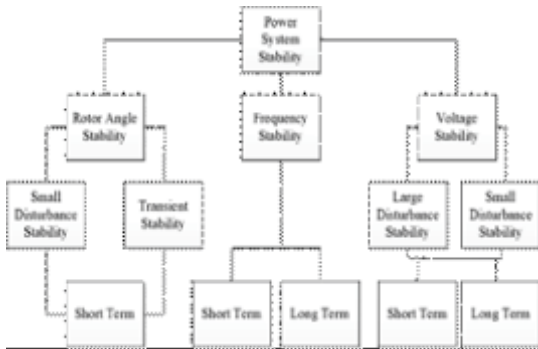 Power
System
Stability
Rotor Angle
Stability
Frequency
Stability
Voltage
Stability
Small
Disturbance
Stability
Transient
Stability
Large
Disturbance
Stability
Small
Disturbance
Stability
Short Term
Short Term
Long Term
Short Term
Long Term